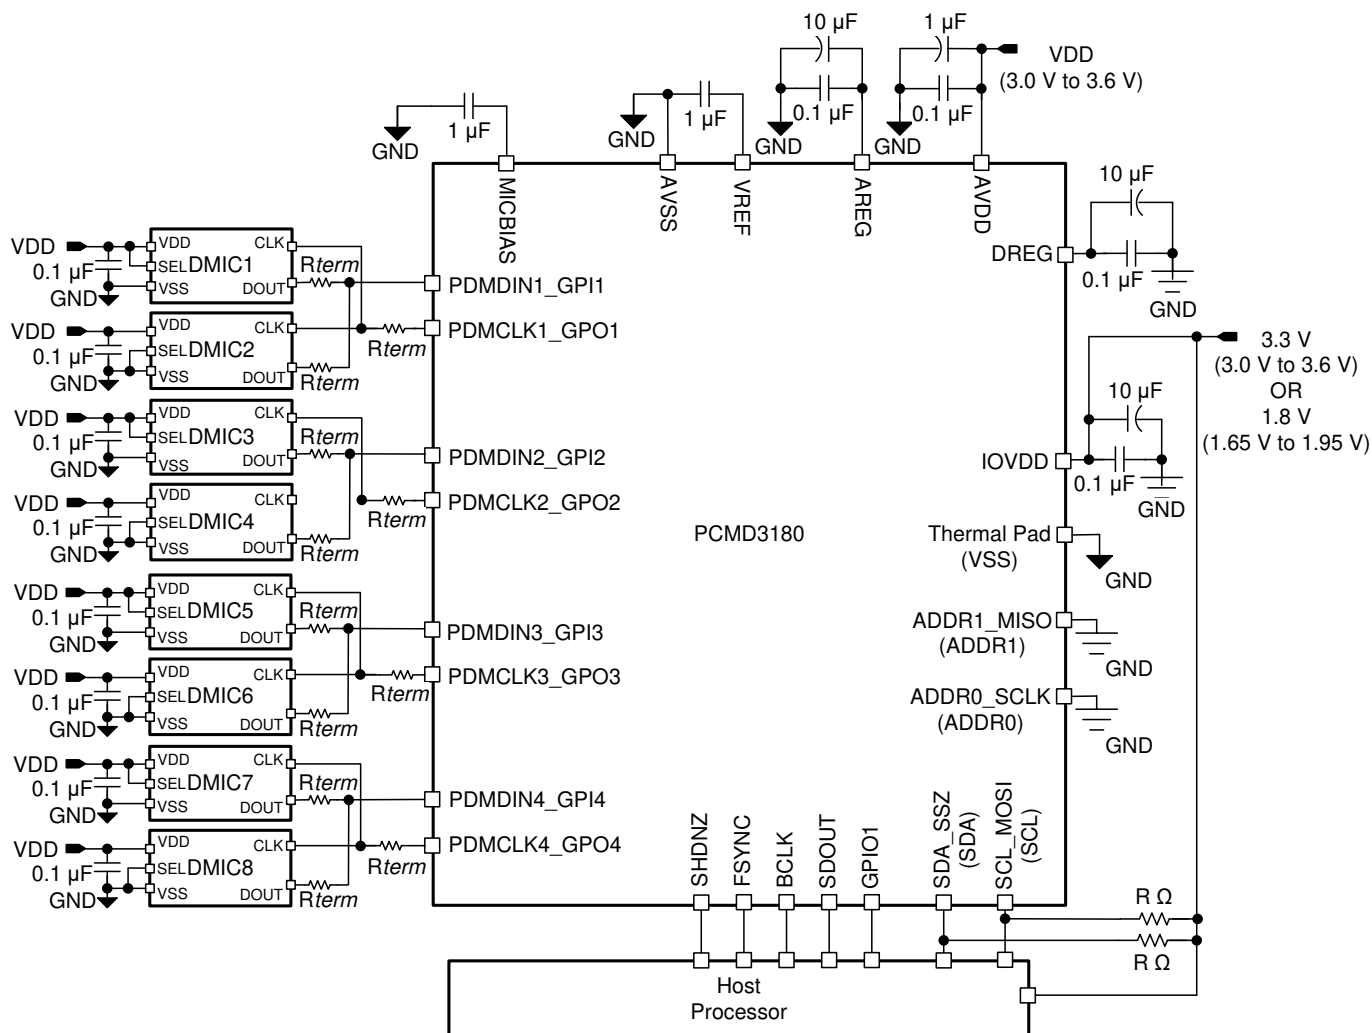 10 µF
1 µF
VDD
(3.0 V to 3.6 V)
0.1 µF
0.1 µF
1 µF
1 µF
GND
GND
GND
GND
MICBIAS
AVSS
VREF
AREG
AVDD
10 µF
DREG
0.1 µF
GND
VDD
0.1 µF
GND
VDD
SEL
VSS
DMIC1
CLK
DOUT
Rterm
PDMDIN1_GPI1
VDD
0.1 µF
GND
VDD
SEL
VSS
DMIC2
CLK
DOUT
Rterm
Rterm
PDMCLK1_GPO1
3.3 V
(3.0 V to 3.6 V)
OR
1.8 V
(1.65 V to 1.95 V)
10 µF
IOVDD
0.1 µF
GND
VDD
0.1 µF
GND
VDD
SEL
VSS
DMIC3
CLK
DOUT
Rterm
PDMDIN2_GPI2
VDD
0.1 µF
GND
VDD
SEL
VSS
DMIC4
CLK
DOUT
Rterm
Rterm
PDMCLK2_GPO2
PCMD3180
Thermal Pad
(VSS)
GND
VDD
0.1 µF
GND
VDD
SEL
VSS
DMIC5
CLK
DOUT
Rterm
PDMDIN3_GPI3
ADDR1_MISO
(ADDR1)
GND
VDD
0.1 µF
GND
VDD
SEL
VSS
DMIC6
CLK
DOUT
Rterm
Rterm
PDMCLK3_GPO3
ADDR0_SCLK
(ADDR0)
GND
VDD
0.1 µF
GND
VDD
SEL
VSS
DMIC7
CLK
DOUT
Rterm
PDMDIN4_GPI4
VDD
0.1 µF
GND
VDD
SEL
VSS
DMIC8
CLK
DOUT
Rterm
Rterm
PDMCLK4_GPO4
SHDNZ
FSYNC
BCLK
SDOUT
GPIO1
SDA_SSZ
(SDA)
SCL_MOSI
(SCL)
R Ω
R Ω
Host
Processor